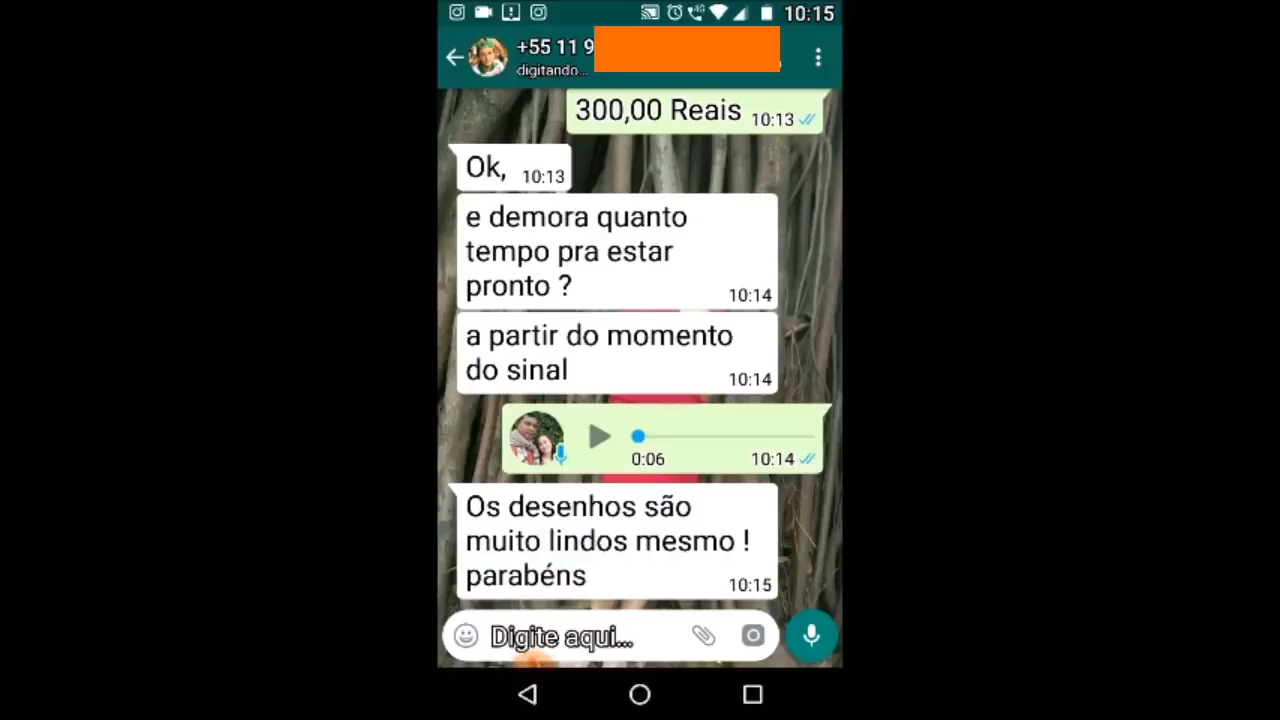 10:15
+55 11 9
digitando...
300,00 Reais
10:13
Ok,
10:13
e demora quanto
tempo pra estar
pronto ?
10:14
a partir do momento
do sinal
10:14
0:06
10:14
Os desenhos são
muito lindos mesmo !
parabéns
10:15
Digite aqui...